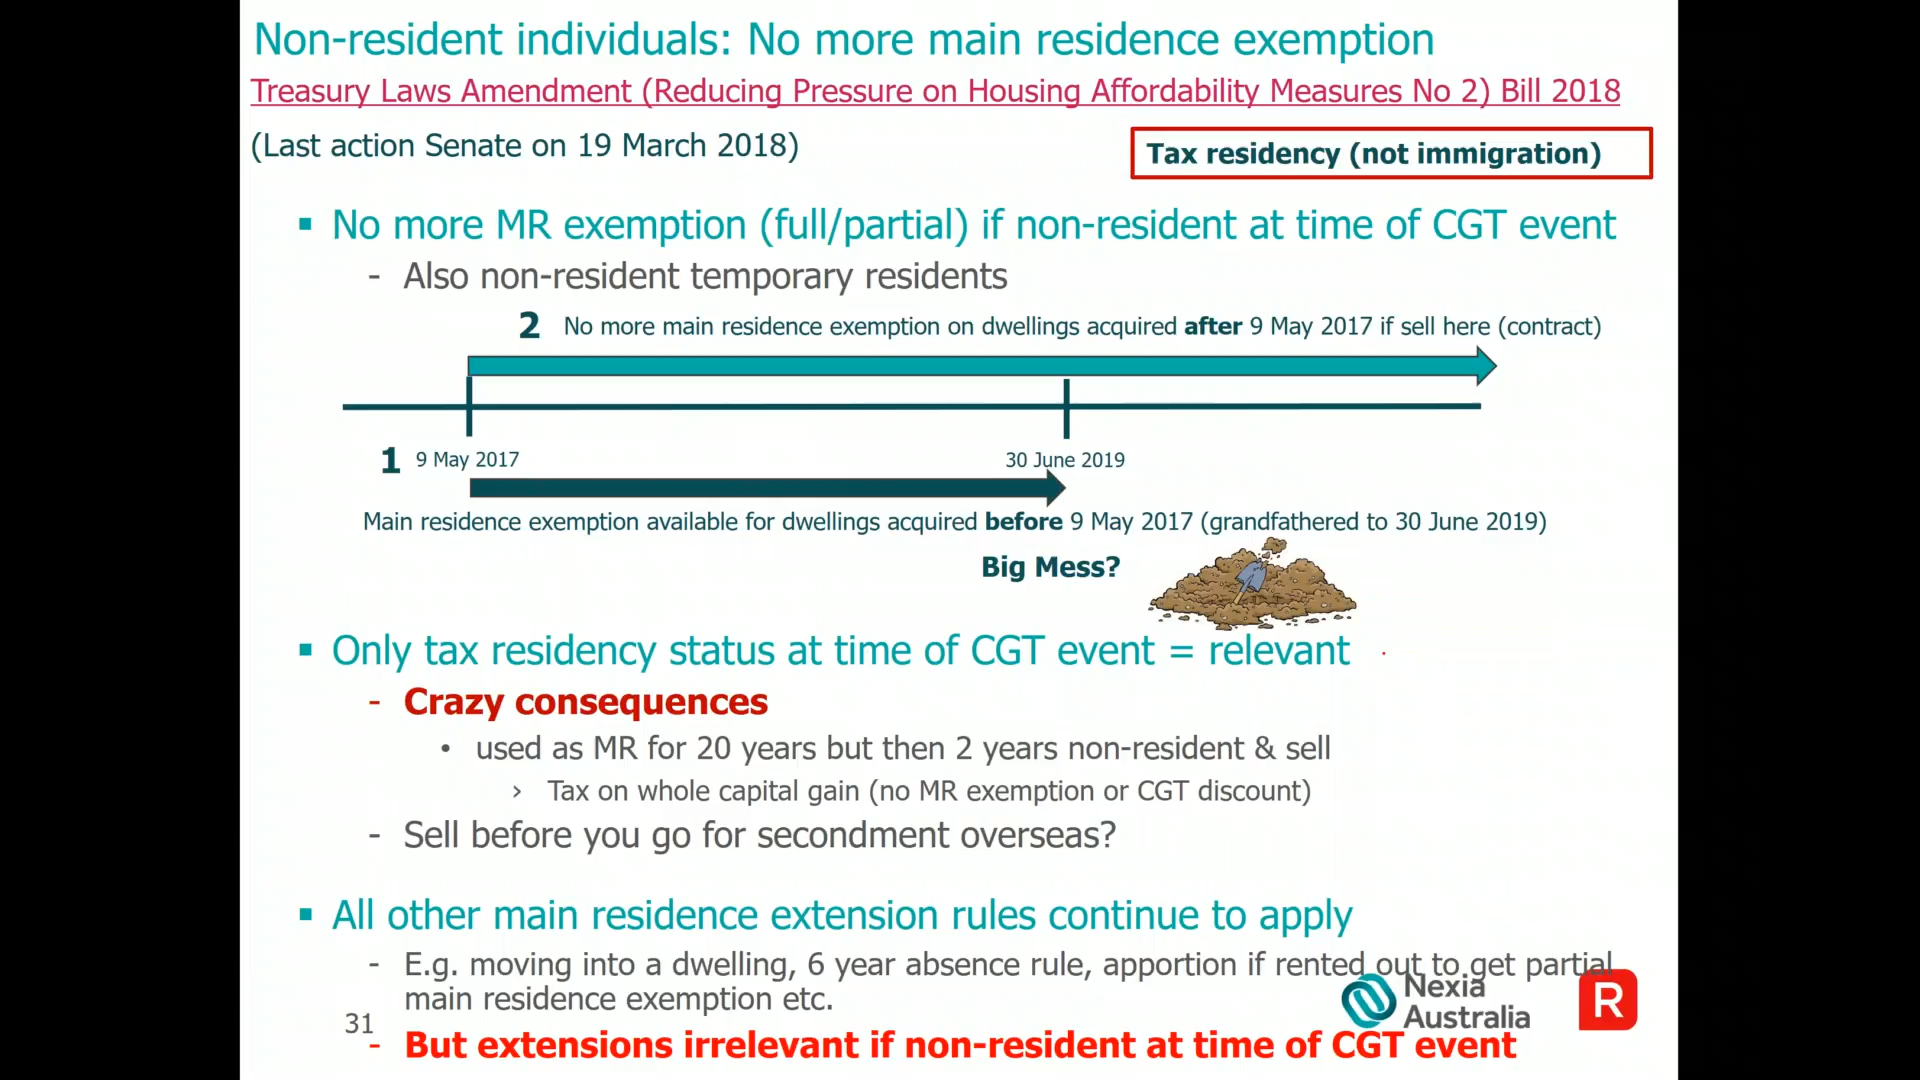 Non-resident individuals: No more main residence exemption
Treasury Laws Amendment (Reducing Pressure on Housing Affordability Measures No 2) Bill 2018
(Last action Senate on 19 March 2018)
Tax residency (not immigration)
▪ No more MR exemption (full/partial) if non-resident at time of CGT event
- Also non-resident temporary residents
2 No more main residence exemption on dwellings acquired after 9 May 2017 if sell here (contract)
1 9 May 2017
30 June 2019
Main residence exemption available for dwellings acquired before 9 May 2017 (grandfathered to 30 June 2019)
Big Mess?
▪ Only tax residency status at time of CGT event = relevant
- Crazy consequences
• used as MR for 20 years but then 2 years non-resident & sell
› Tax on whole capital gain (no MR exemption or CGT discount)
- Sell before you go for secondment overseas?
▪ All other main residence extension rules continue to apply
- E.g. moving into a dwelling, 6 year absence rule, apportion if rented out to get partial
main residence exemption etc.
- But extensions irrelevant if non-resident at time of CGT event
31
Nexia
Australia
R